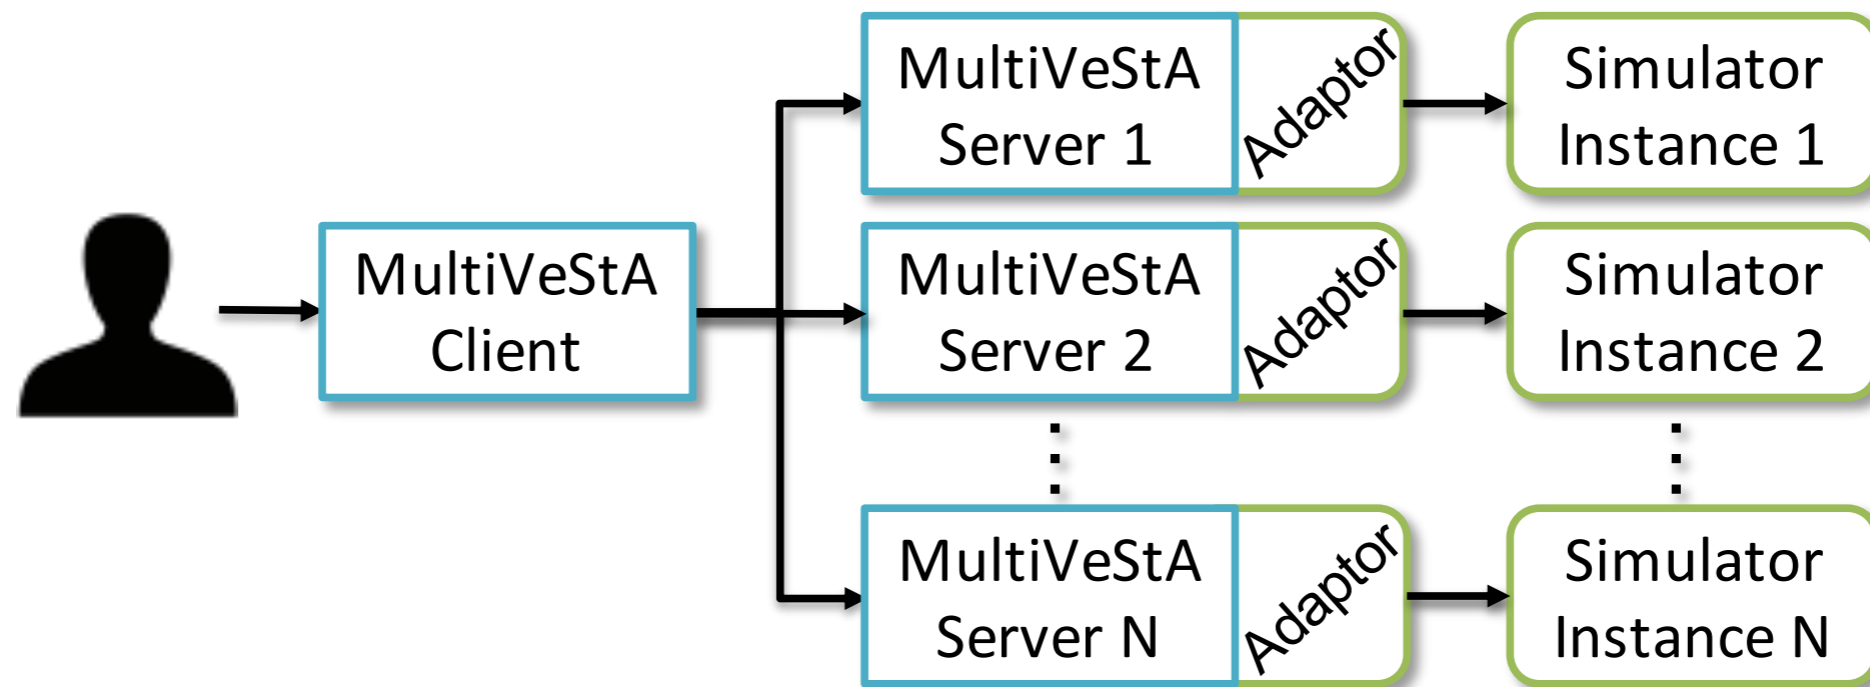 MultiVeStA
Client
MultiVeStA
Server 1
Adaptor
Simulator
Instance 1
MultiVeStA
Server 2
Adaptor
Simulator
Instance 2
MultiVeStA
Server N
Adaptor
Simulator
Instance N